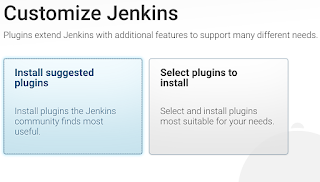 Customize Jenkins
Plugins extend Jenkins with additional features to support many different needs.
Install suggested
plugins
Install plugins the Jenkins
community finds most
useful.
Select plugins to
install
Select and install plugins
most suitable for your needs.